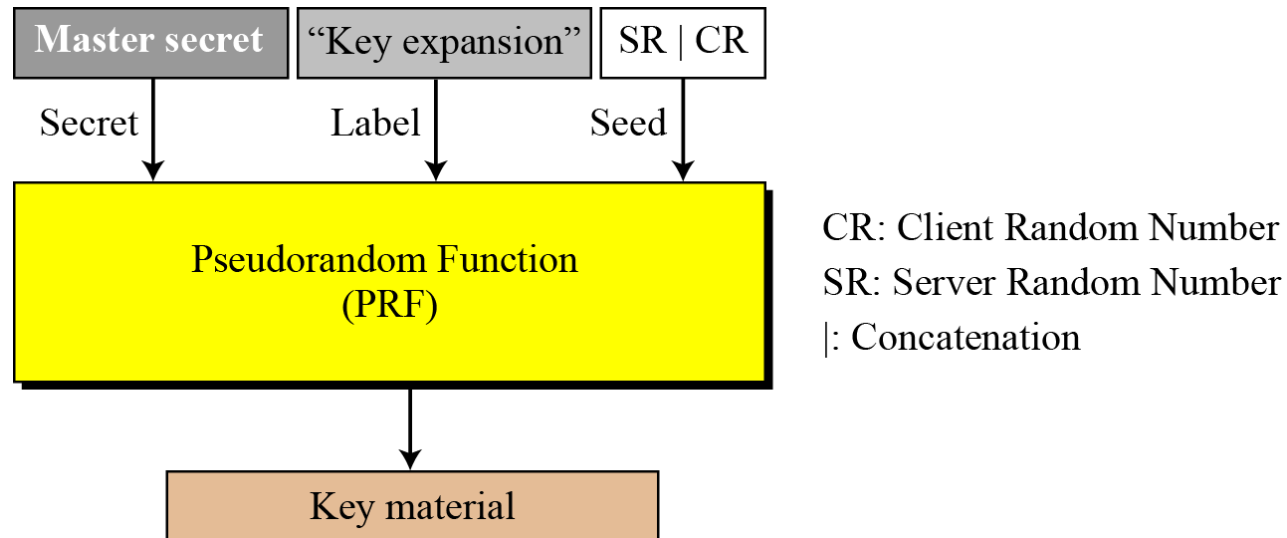 Master secret
“Key expansion”
SR | CR
Secret
Label
Seed
Pseudorandom Function
(PRF)
CR: Client Random Number
SR: Server Random Number
|: Concatenation
Key material